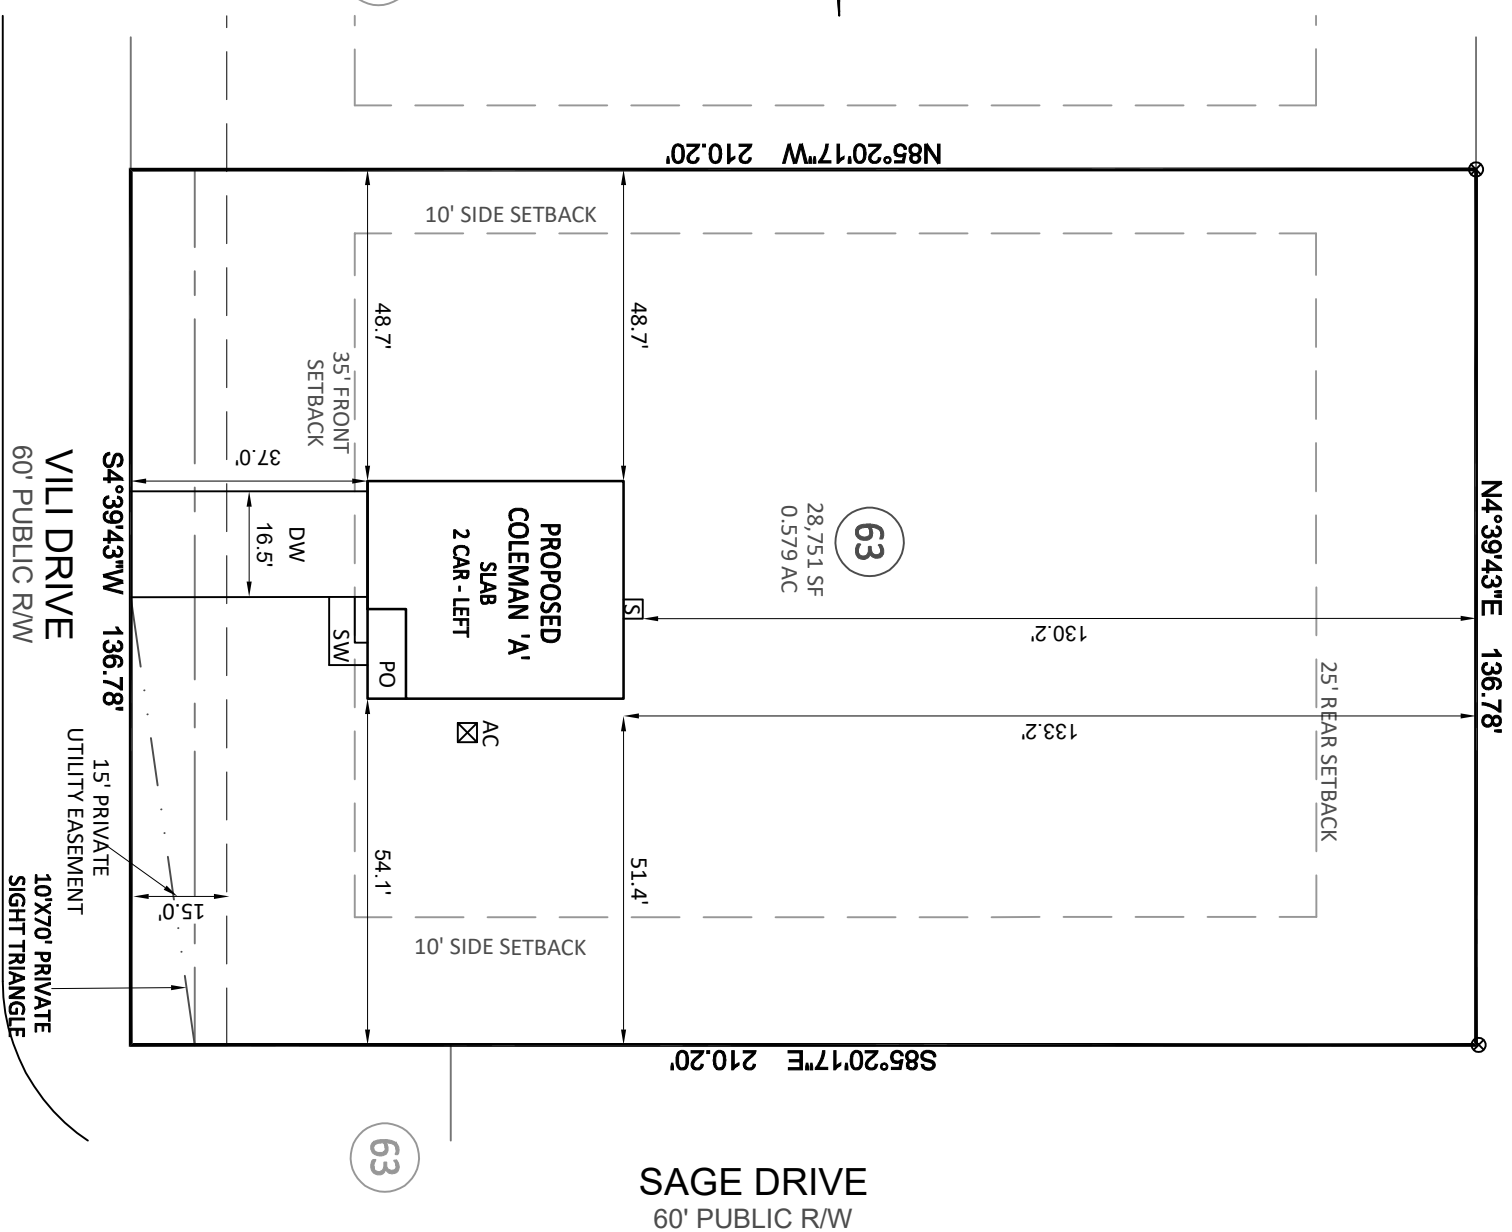 N85°20'17"W 210.20'
10' SIDE SETBACK
48.7'
48.7'
35' FRONT
SETBACK
37.0'
DW
16.5'
SW
PO
PROPOSED
COLEMAN 'A'
SLAB
2 CAR - LEFT
S
AC
63
28,751 SF
0.579 AC
130.2'
133.2'
25' REAR SETBACK
N4°39'43"E 136.78'
54.1'
51.4'
10' SIDE SETBACK
S85°20'17"E 210.20'
S4°39'43"W 136.78'
VILI DRIVE
60' PUBLIC R/W
15' PRIVATE
UTILITY EASEMENT
15.0'
10'X70' PRIVATE
SIGHT TRIANGLE
63
SAGE DRIVE
60' PUBLIC R/W